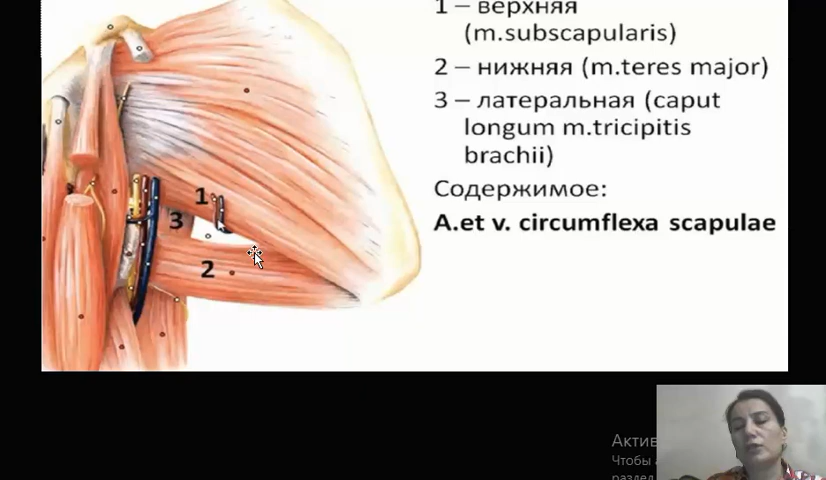 1 – верхняя
(m.subscapularis)
2 – нижняя (m.teres major)
3 – латеральная (caput
longum m.tricipitis
brachii)
Содержимое:
A.et v. circumflexa scapulae
1
3
2
Актив
Чтобы
раздел